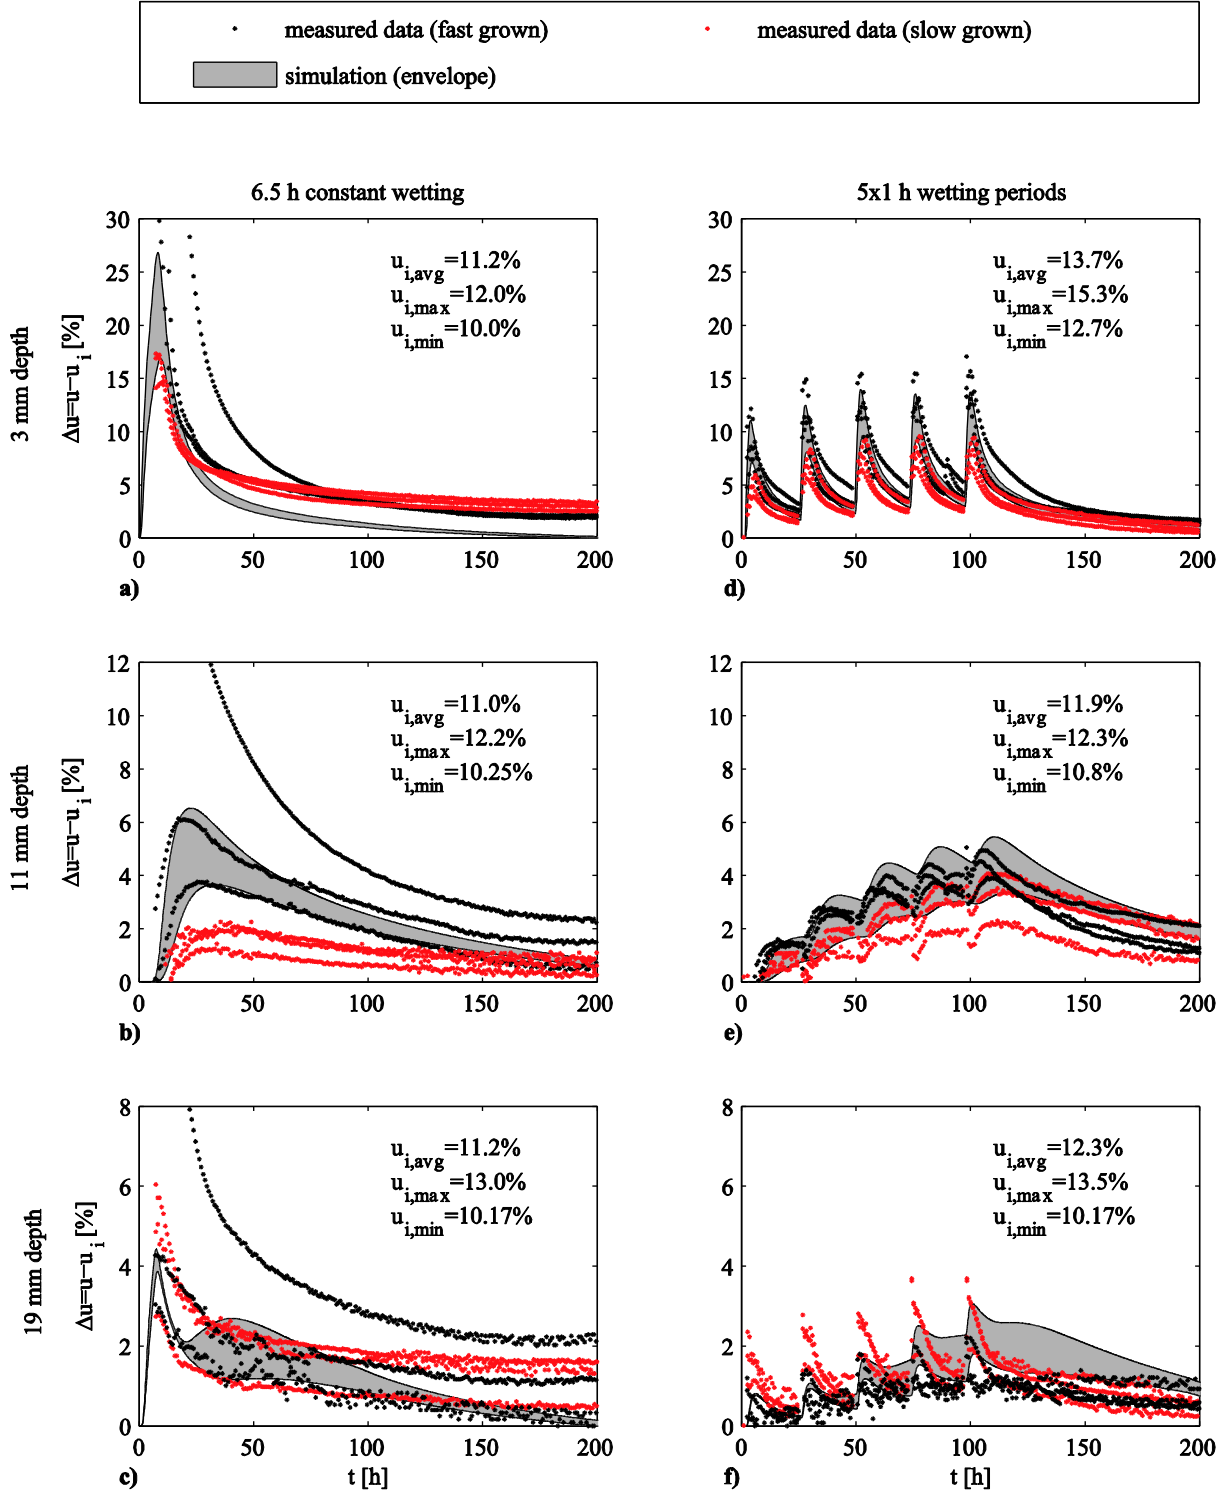 measured data (fast grown)
measured data (slow grown)
simulation (envelope)
6.5 h constant wetting
5x1 h wetting periods
3 mm depth
Δu=u−u_i [%]
30
25
20
15
10
5
0
0 50 100 150 200
u_i,avg=11.2%
u_i,max=12.0%
u_i,min=10.0%
a)
30
25
20
15
10
5
0
0 50 100 150 200
u_i,avg=13.7%
u_i,max=15.3%
u_i,min=12.7%
d)
11 mm depth
Δu=u−u_i [%]
12
10
8
6
4
2
0
0 50 100 150 200
u_i,avg=11.0%
u_i,max=12.2%
u_i,min=10.25%
b)
12
10
8
6
4
2
0
0 50 100 150 200
u_i,avg=11.9%
u_i,max=12.3%
u_i,min=10.8%
e)
19 mm depth
Δu=u−u_i [%]
8
6
4
2
0
0 50 100 150 200
u_i,avg=11.2%
u_i,max=13.0%
u_i,min=10.17%
c)
t [h]
8
6
4
2
0
0 50 100 150 200
u_i,avg=12.3%
u_i,max=13.5%
u_i,min=10.17%
f)
t [h]